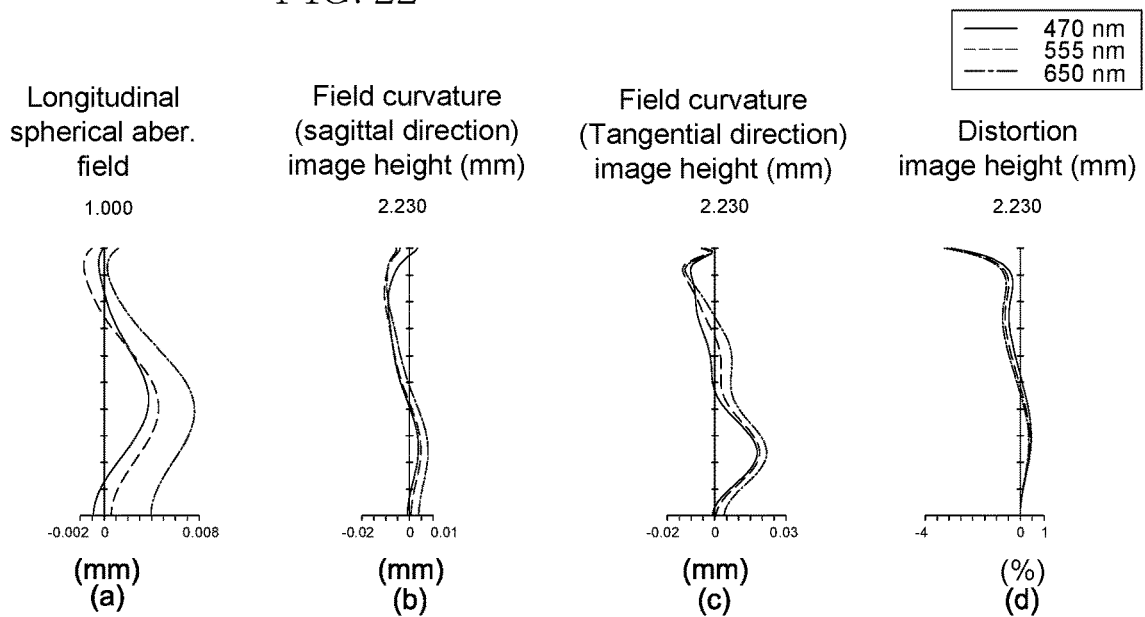 FIG. 22
470 nm
555 nm
650 nm
Longitudinal
spherical aber.
field
1.000
-0.002 0 0.008
(mm)
(a)
Field curvature
(sagittal direction)
image height (mm)
2.230
-0.02 0 0.01
(mm)
(b)
Field curvature
(Tangential direction)
image height (mm)
2.230
-0.02 0 0.03
(mm)
(c)
Distortion
image height (mm)
2.230
-4 0 1
(%)
(d)